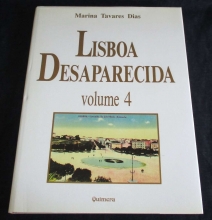 Marina Tavares Dias
LISBOA
DESAPARECIDA
volume 4
Quimera